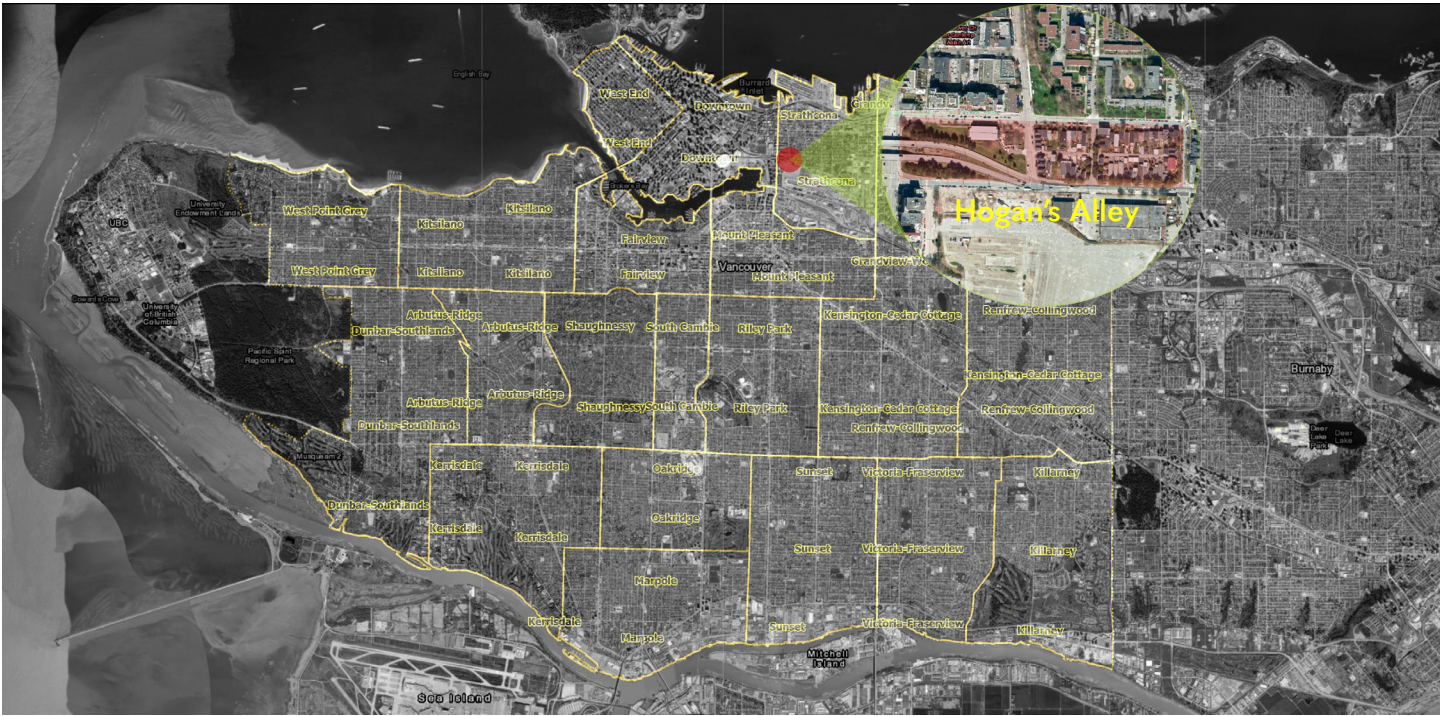 English Bay
Burrard
Inlet
West End
Downtown
Strathcona
Grandvi
West End
Downtown
Strathcona
UBC
University
Endowment Lands
West Point Grey
Kitsilano
Kitsilano
Fairview
Mount Pleasant
Hogan's Alley
West Point Grey
Kitsilano
Kitsilano
Fairview
Vancouver
Mount Pleasant
Grandview-Wo
University
of British
Columbia
Arbutus-Ridge
Dunbar-Southlands
Arbutus-Ridge
Shaughnessy
South Cambie
Riley Park
Kensington-Cedar Cottage
Renfrew-Collingwood
Pacific Spirit
Regional Park
Kensington-Cedar Cottage
Burnaby
Arbutus-Ridge
Arbutus-Ridge
Shaughnessy
South Cambie
Riley Park
Kensington-Cedar Cottage
Renfrew-Collingwood
Dunbar-Southlands
Renfrew-Collingwood
Deer
Lake
Park
Deer
Lake
Musqueam 2
Kerrisdale
Kerrisdale
Oakridge
Sunset
Victoria-Fraserview
Killarney
Dunbar-Southlands
Kerrisdale
Kerrisdale
Oakridge
Sunset
Victoria-Fraserview
Killarney
Marpole
Kerrisdale
Marpole
Sunset
Victoria-Fraserview
Killarney
Mitchell
Island
Sea Island